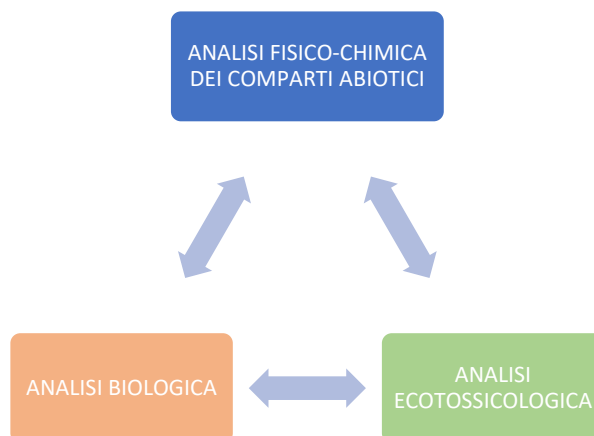 ANALISI FISICO-CHIMICA
DEI COMPARTI ABIOTICI
ANALISI BIOLOGICA
ANALISI
ECOTOSSICOLOGICA